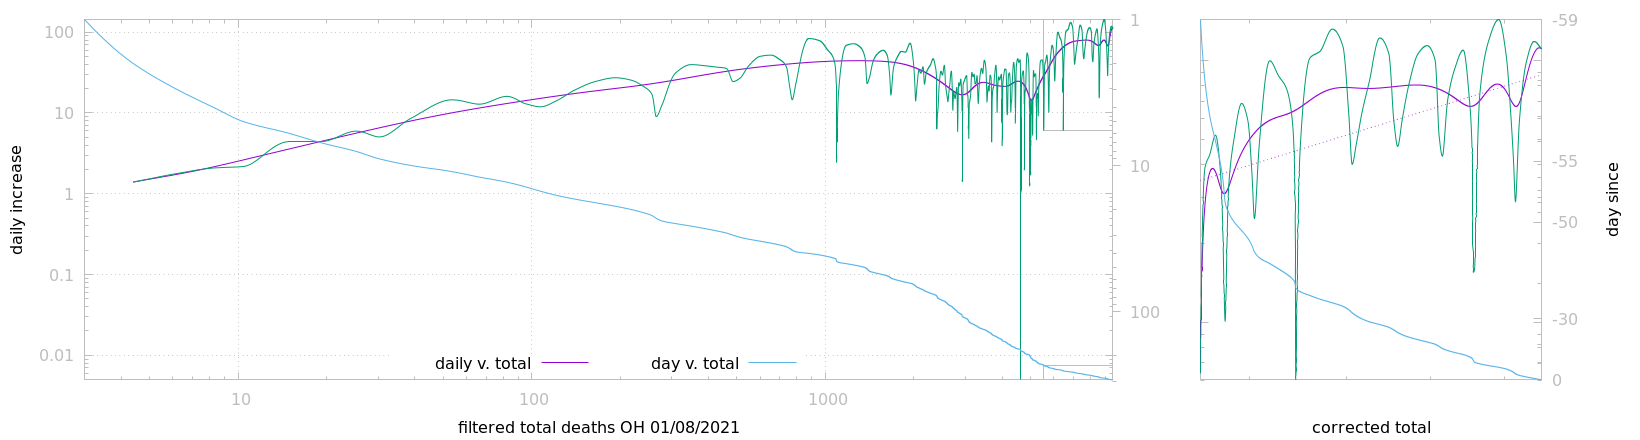 100
10
1
0.1
0.01
daily increase
daily v. total
day v. total
10
100
1000
filtered total deaths OH 01/08/2021
1
10
100
-59
-55
-50
-30
0
day since
corrected total